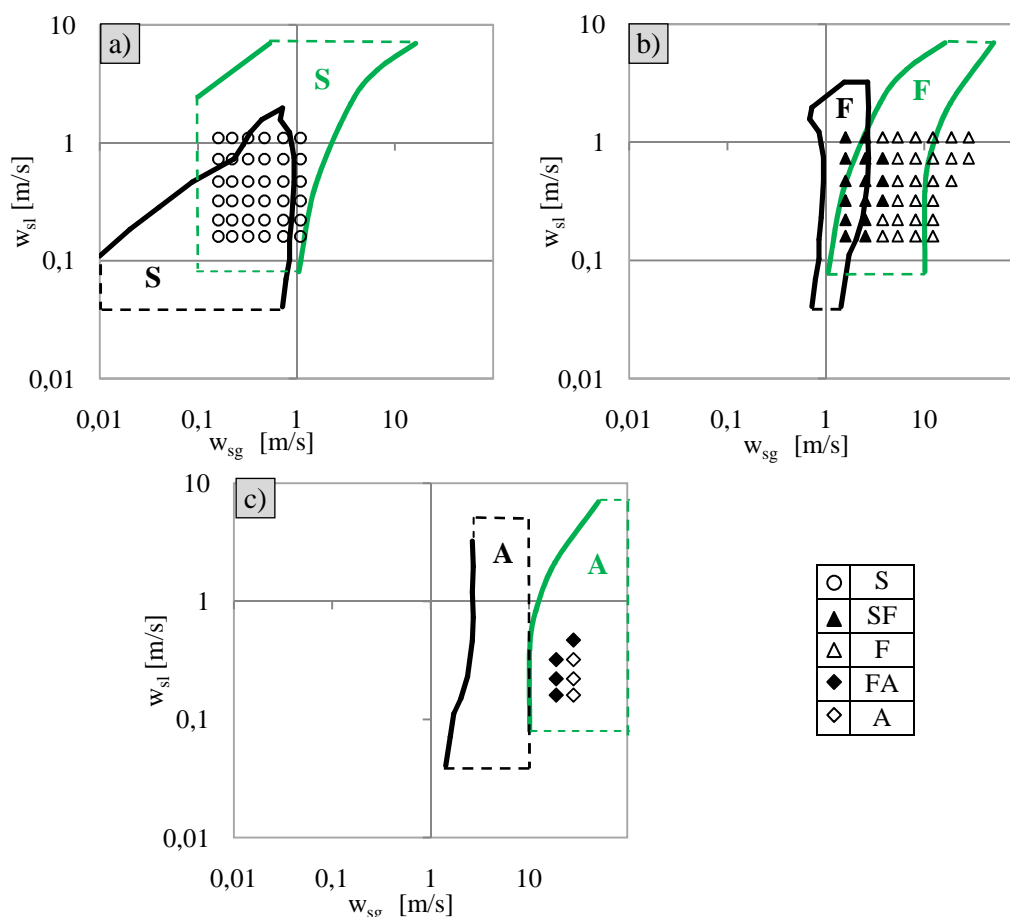 a)
10
1
0,1
0,01
w_sl [m/s]
S
S
0,01 0,1 1 10
w_sg [m/s]
b)
10
1
0,1
0,01
w_sl [m/s]
F
F
0,01 0,1 1 10
w_sg [m/s]
c)
10
1
0,1
0,01
w_sl [m/s]
A
A
0,01 0,1 1 10
w_sg [m/s]
S
SF
F
FA
A